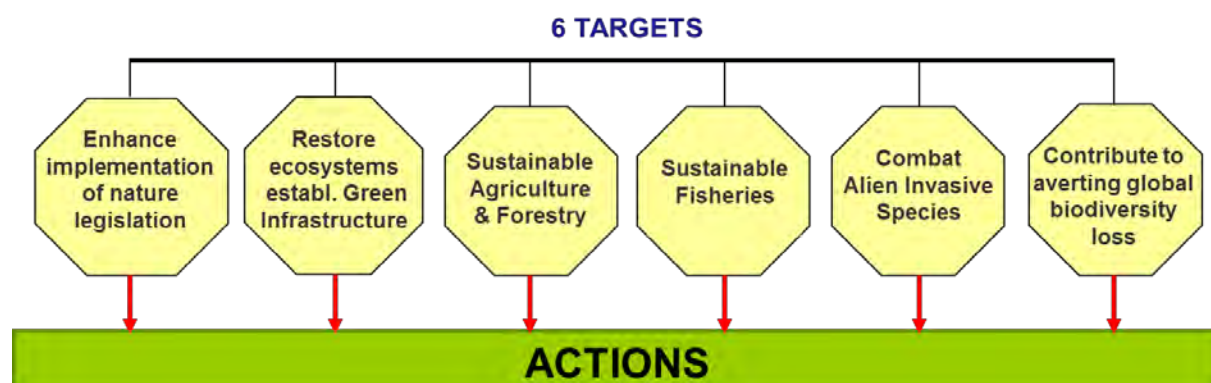 6 TARGETS
Enhance
implementation
of nature
legislation
Restore
ecosystems
establ. Green
Infrastructure
Sustainable
Agriculture
& Forestry
Sustainable
Fisheries
Combat
Alien Invasive
Species
Contribute to
averting global
biodiversity
loss
ACTIONS